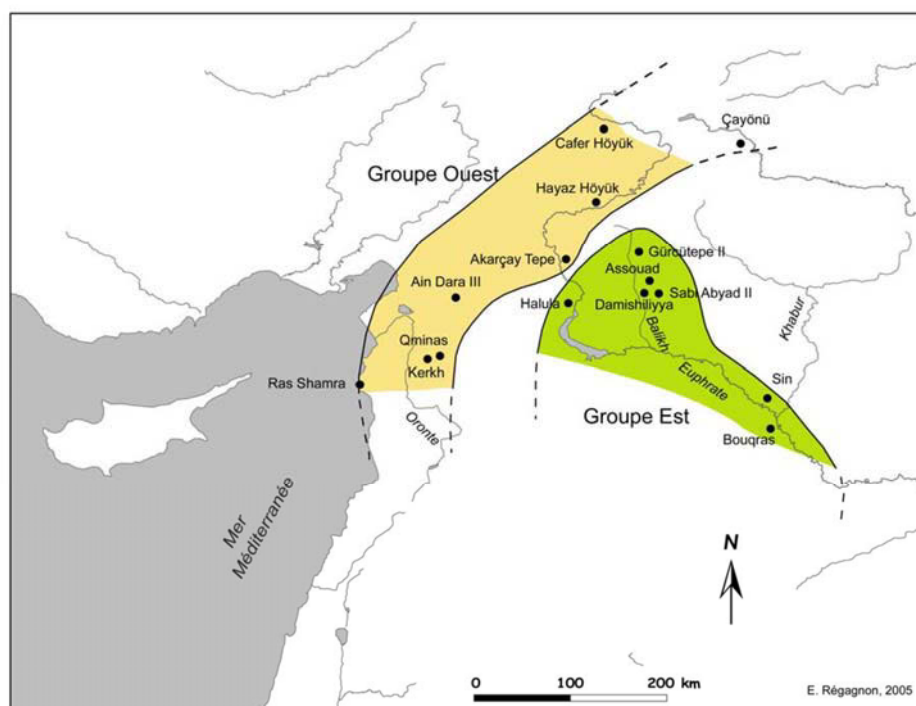 Çayönü
Cafer Höyük
Groupe Ouest
Hayaz Höyük
Akarçay Tepe
Gürcütepe II
Assouad
Ain Dara III
Halula
Sabi Abyad II
Damishiliyya
Khabur
Balikh
Qminas
Kerkh
Ras Shamra
Euphrate
Sin
Groupe Est
Oronte
Bouqras
Mer
Méditerranée
N
0 100 200 km
E. Régagnon, 2005